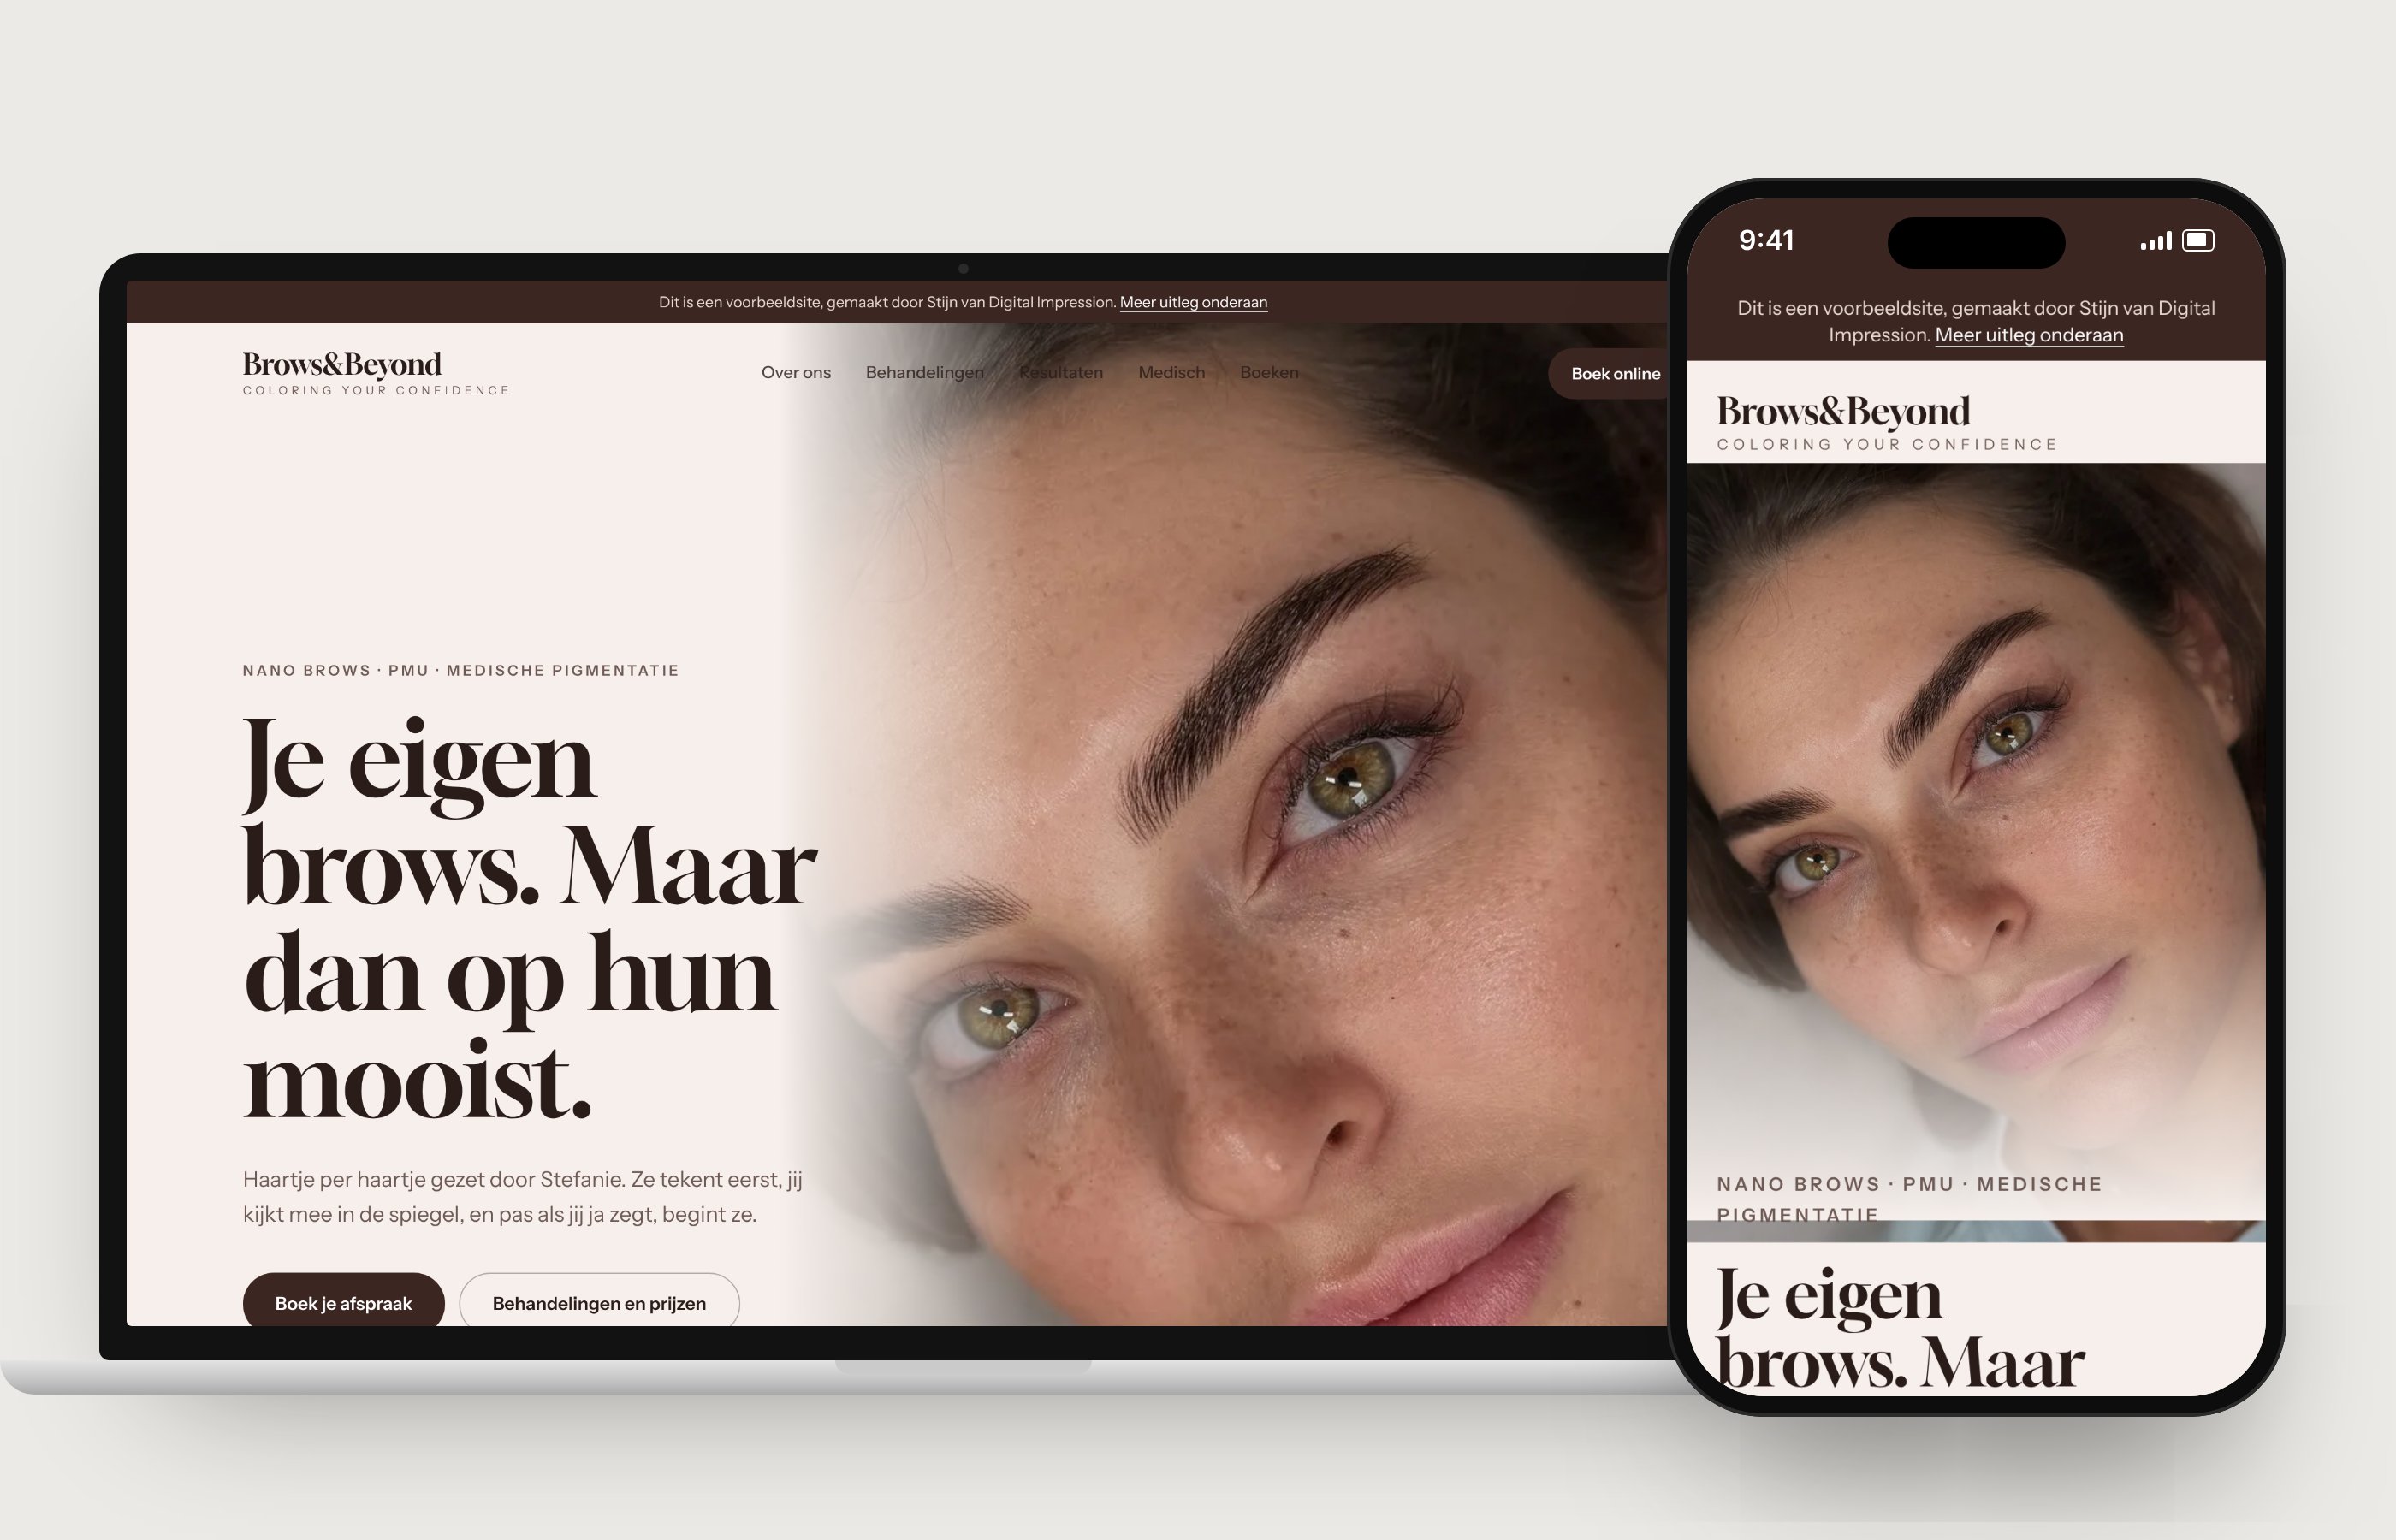 Dit is een voorbeeldsite, gemaakt door Stijn van Digital Impression. Meer uitleg onderaan
Brows&Beyond
COLORING YOUR CONFIDENCE
Over ons Behandelingen Resultaten Medisch Boeken
Boek online
NANO BROWS · PMU · MEDISCHE PIGMENTATIE
Je eigen
brows. Maar
dan op hun
mooist.
Haartje per haartje gezet door Stefanie. Ze tekent eerst, jij
kijkt mee in de spiegel, en pas als jij ja zegt, begint ze.
Boek je afspraak
Behandelingen en prijzen
9:41
Dit is een voorbeeldsite, gemaakt door Stijn van Digital
Impression. Meer uitleg onderaan
Brows&Beyond
COLORING YOUR CONFIDENCE
NANO BROWS · PMU · MEDISCHE
PIGMENTATIE
Je eigen
brows. Maar